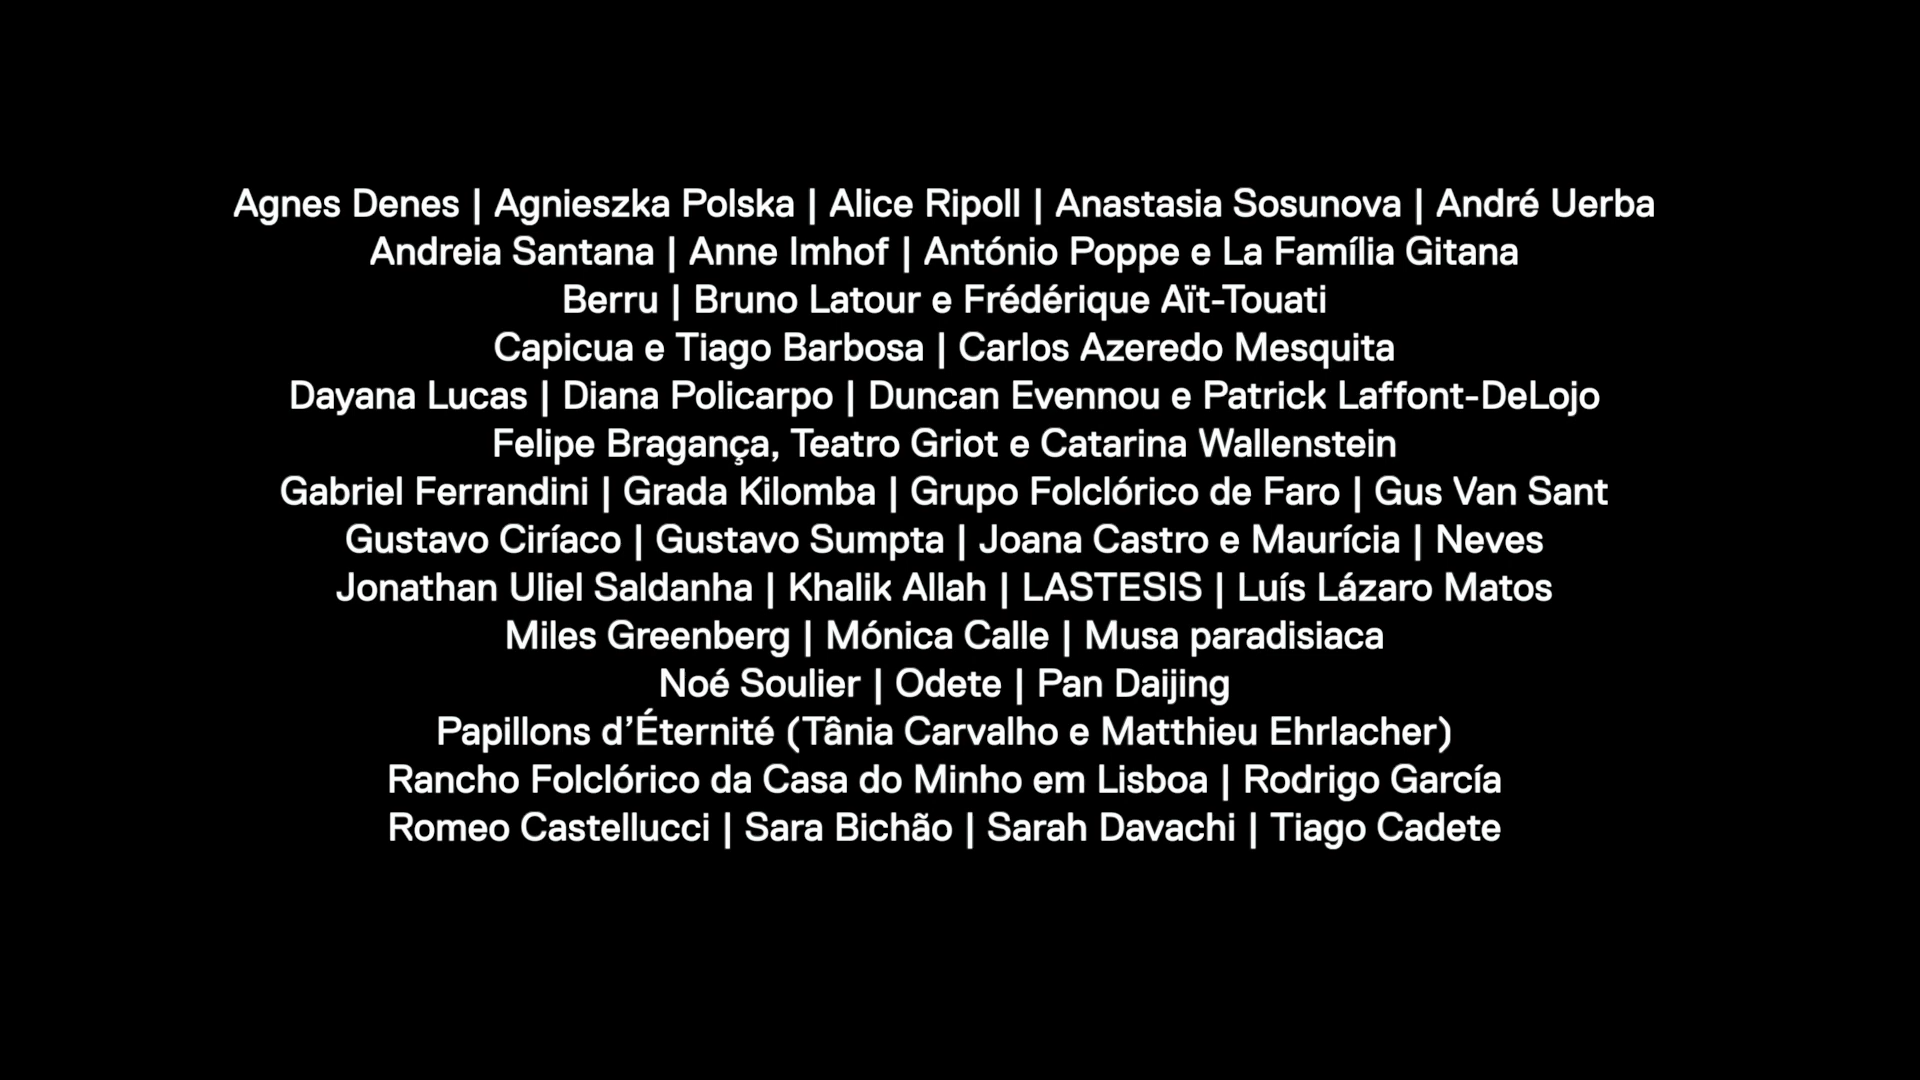 Agnes Denes | Agnieszka Polska | Alice Ripoll | Anastasia Sosunova | André Uerba
Andreia Santana | Anne Imhof | António Poppe e La Família Gitana
Berru | Bruno Latour e Frédérique Aït-Touati
Capicua e Tiago Barbosa | Carlos Azeredo Mesquita
Dayana Lucas | Diana Policarpo | Duncan Evennou e Patrick Laffont-DeLojo
Felipe Bragança, Teatro Griot e Catarina Wallenstein
Gabriel Ferrandini | Grada Kilomba | Grupo Folclórico de Faro | Gus Van Sant
Gustavo Ciríaco | Gustavo Sumpta | Joana Castro e Maurícia | Neves
Jonathan Uliel Saldanha | Khalik Allah | LASTESIS | Luís Lázaro Matos
Miles Greenberg | Mónica Calle | Musa paradisiaca
Noé Soulier | Odete | Pan Daijing
Papillons d’Éternité (Tânia Carvalho e Matthieu Ehrlacher)
Rancho Folclórico da Casa do Minho em Lisboa | Rodrigo García
Romeo Castellucci | Sara Bichão | Sarah Davachi | Tiago Cadete